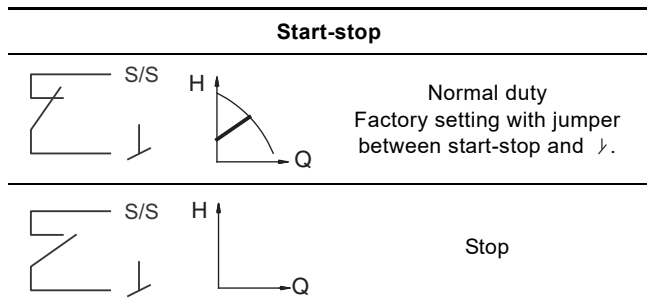 Start-stop
S/S
H
Q
Normal duty
Factory setting with jumper
between start-stop and .
S/S
H
Q
Stop